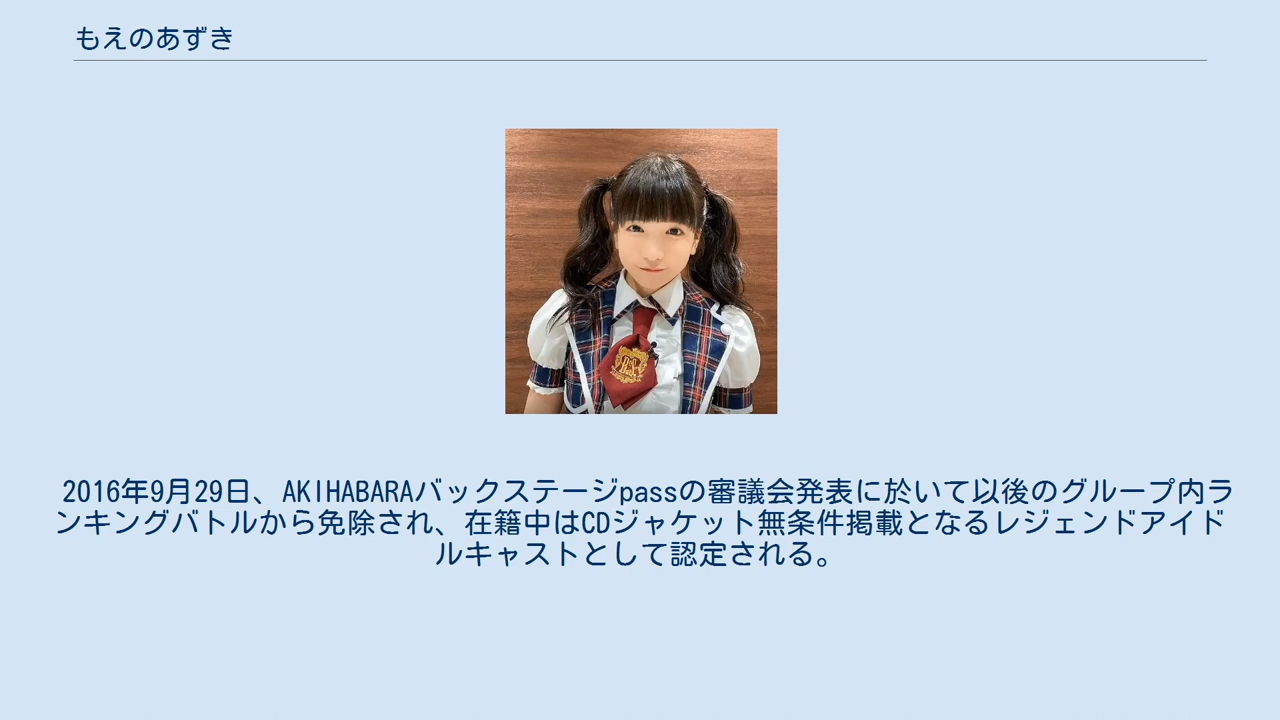 もえのあずき
2016年9月29日、AKIHABARAバックステージpassの審議会発表に於いて以後のグループ内ラ
ンキングバトルから免除され、在籍中はCDジャケット無条件掲載となるレジェンドアイド
ルキャストとして認定される。